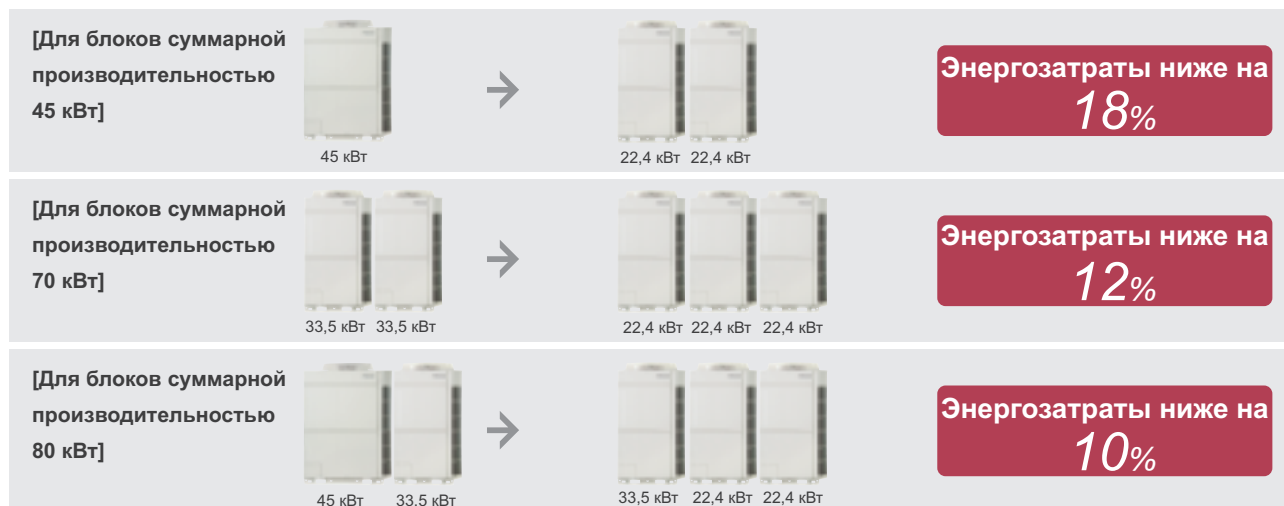 [Для блоков суммарной
производительностью
45 кВт]
45 кВт
22,4 кВт 22,4 кВт
Энергозатраты ниже на
18%
[Для блоков суммарной
производительностью
70 кВт]
33,5 кВт 33,5 кВт
22,4 кВт 22,4 кВт 22,4 кВт
Энергозатраты ниже на
12%
[Для блоков суммарной
производительностью
80 кВт]
45 кВт 33,5 кВт
33,5 кВт 22,4 кВт 22,4 кВт
Энергозатраты ниже на
10%